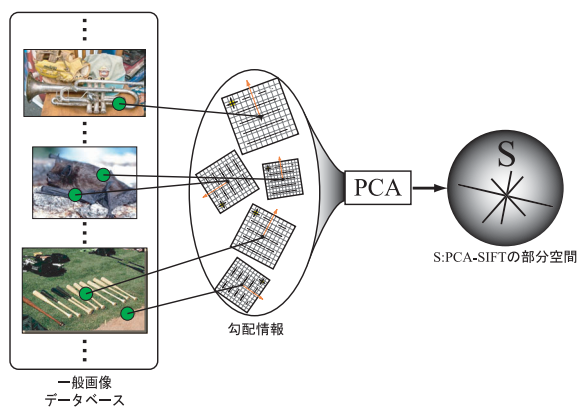 PCA
S
S:PCA-SIFTの部分空間
勾配情報
一般画像
データベース